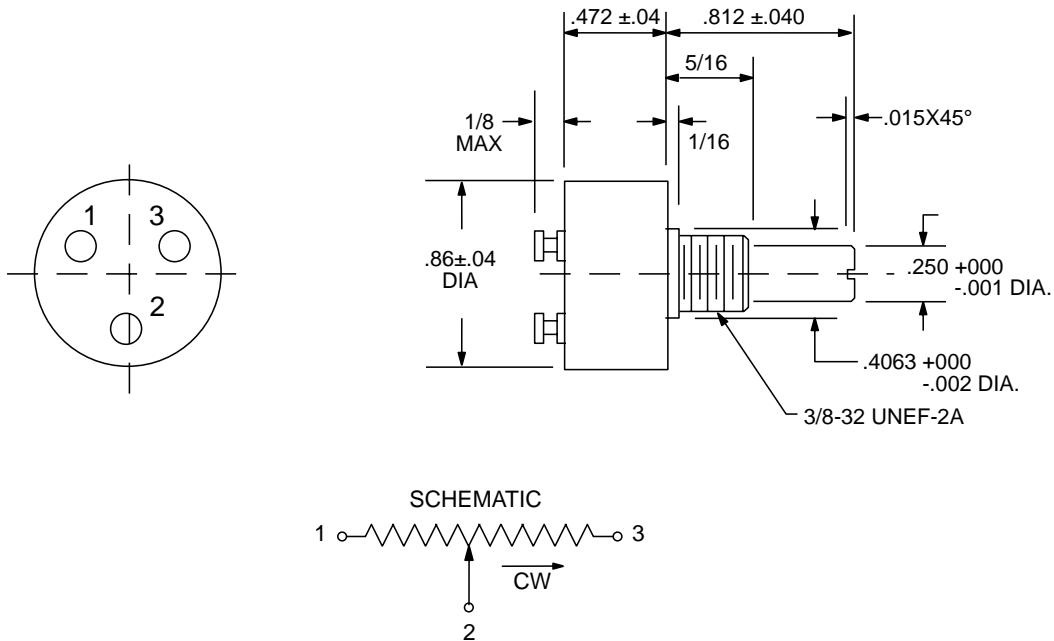 .472 ±.04
.812 ±.040
5/16
1/8
MAX
1/16
.015X45°
1
3
2
.86±.04
DIA
.250 +000
-.001 DIA.
.4063 +000
-.002 DIA.
3/8-32 UNEF-2A
SCHEMATIC
1
3
CW
2